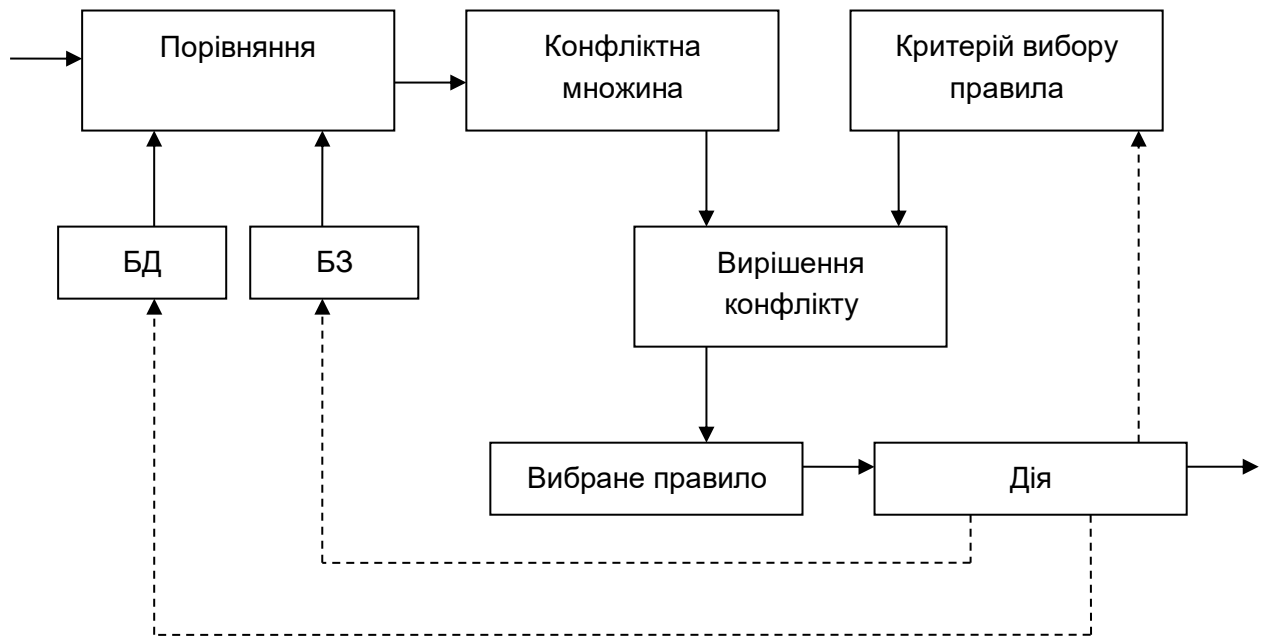 Порівняння
Конфліктна
множина
Критерій вибору
правила
БД
БЗ
Вирішення
конфлікту
Вибране правило
Дія